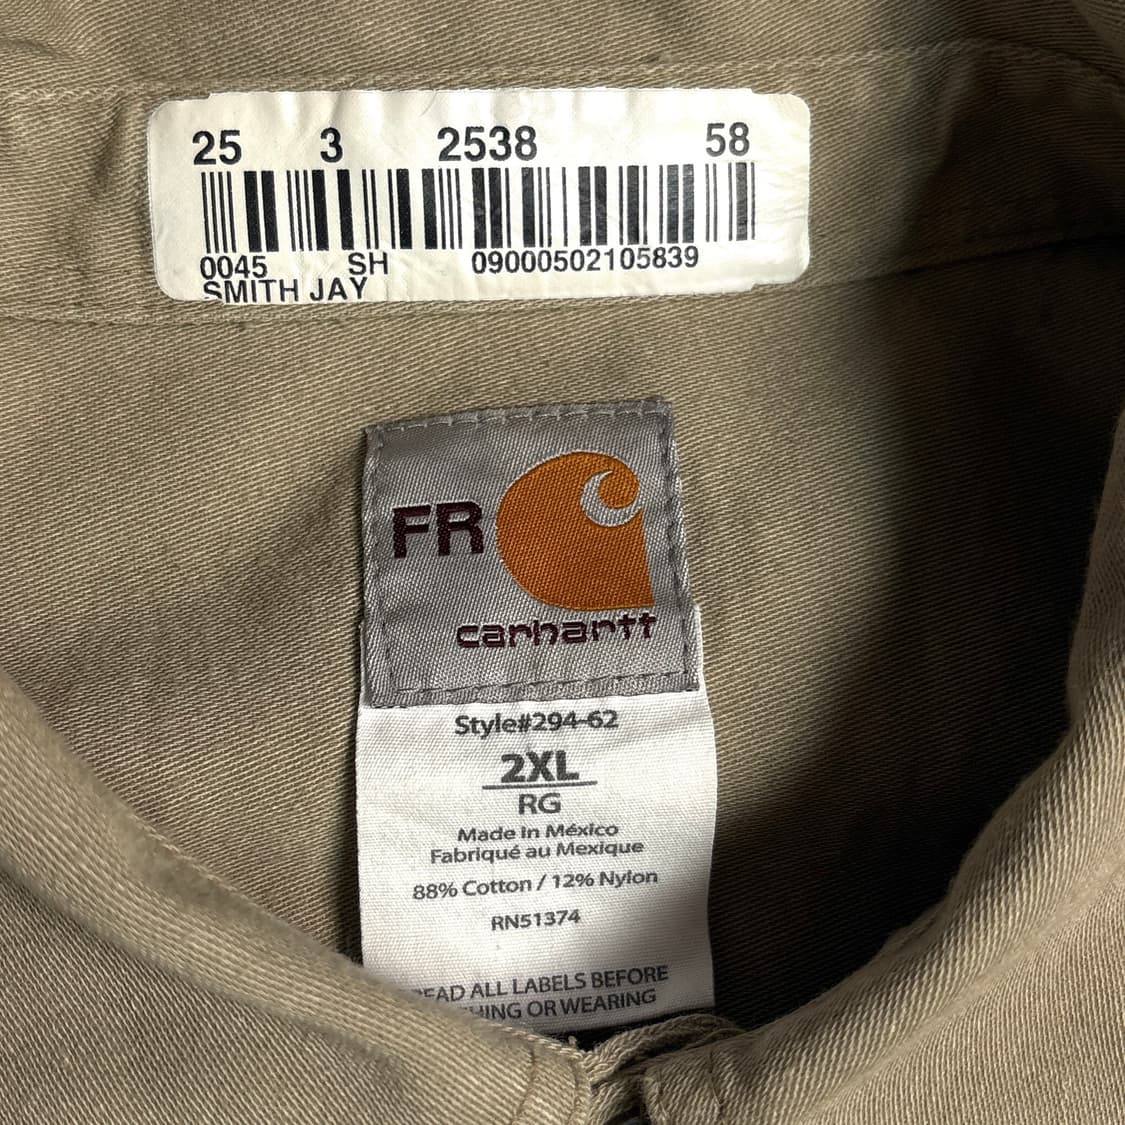 25 3 2538 58
0045 SH 09000502105839
SMITH JAY
FR
carhartt
Style#294-62
2XL
RG
Made in México
Fabriqué au Mexique
88% Cotton / 12% Nylon
RN51374
ALL LABELS BEFORE
OR WEARING